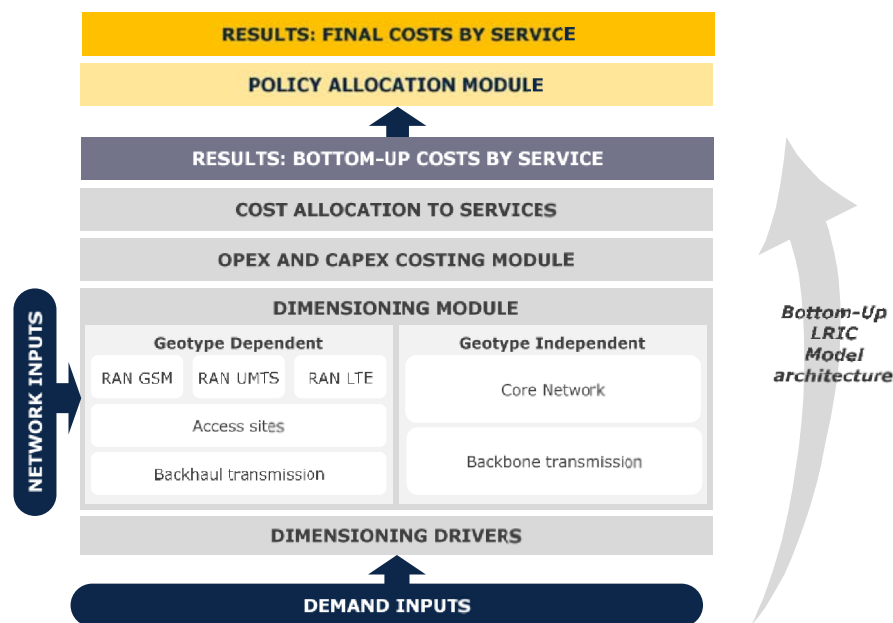 RESULTS: FINAL COSTS BY SERVICE
POLICY ALLOCATION MODULE
RESULTS: BOTTOM-UP COSTS BY SERVICE
COST ALLOCATION TO SERVICES
OPEX AND CAPEX COSTING MODULE
DIMENSIONING MODULE
Geotype Dependent
RAN GSM
RAN UMTS
RAN LTE
Access sites
Backhaul transmission
Geotype Independent
Core Network
Backbone transmission
NETWORK INPUTS
DIMENSIONING DRIVERS
DEMAND INPUTS
Bottom-Up
LRIC
Model
architecture